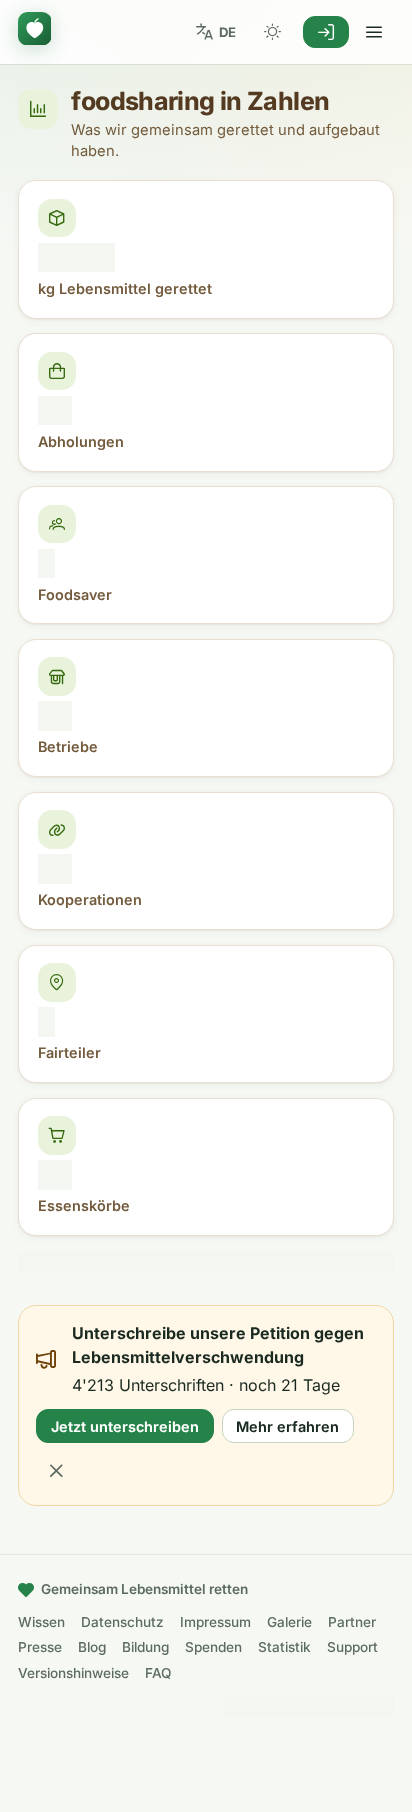 DE
foodsharing in Zahlen
Was wir gemeinsam gerettet und aufgebaut
haben.
kg Lebensmittel gerettet
Abholungen
Foodsaver
Betriebe
Kooperationen
Fairteiler
Essenskörbe
Unterschreibe unsere Petition gegen
Lebensmittelverschwendung
4'213 Unterschriften · noch 21 Tage
Jetzt unterschreiben Mehr erfahren
Gemeinsam Lebensmittel retten
Wissen Datenschutz Impressum Galerie Partner
Presse Blog Bildung Spenden Statistik Support
Versionshinweise FAQ